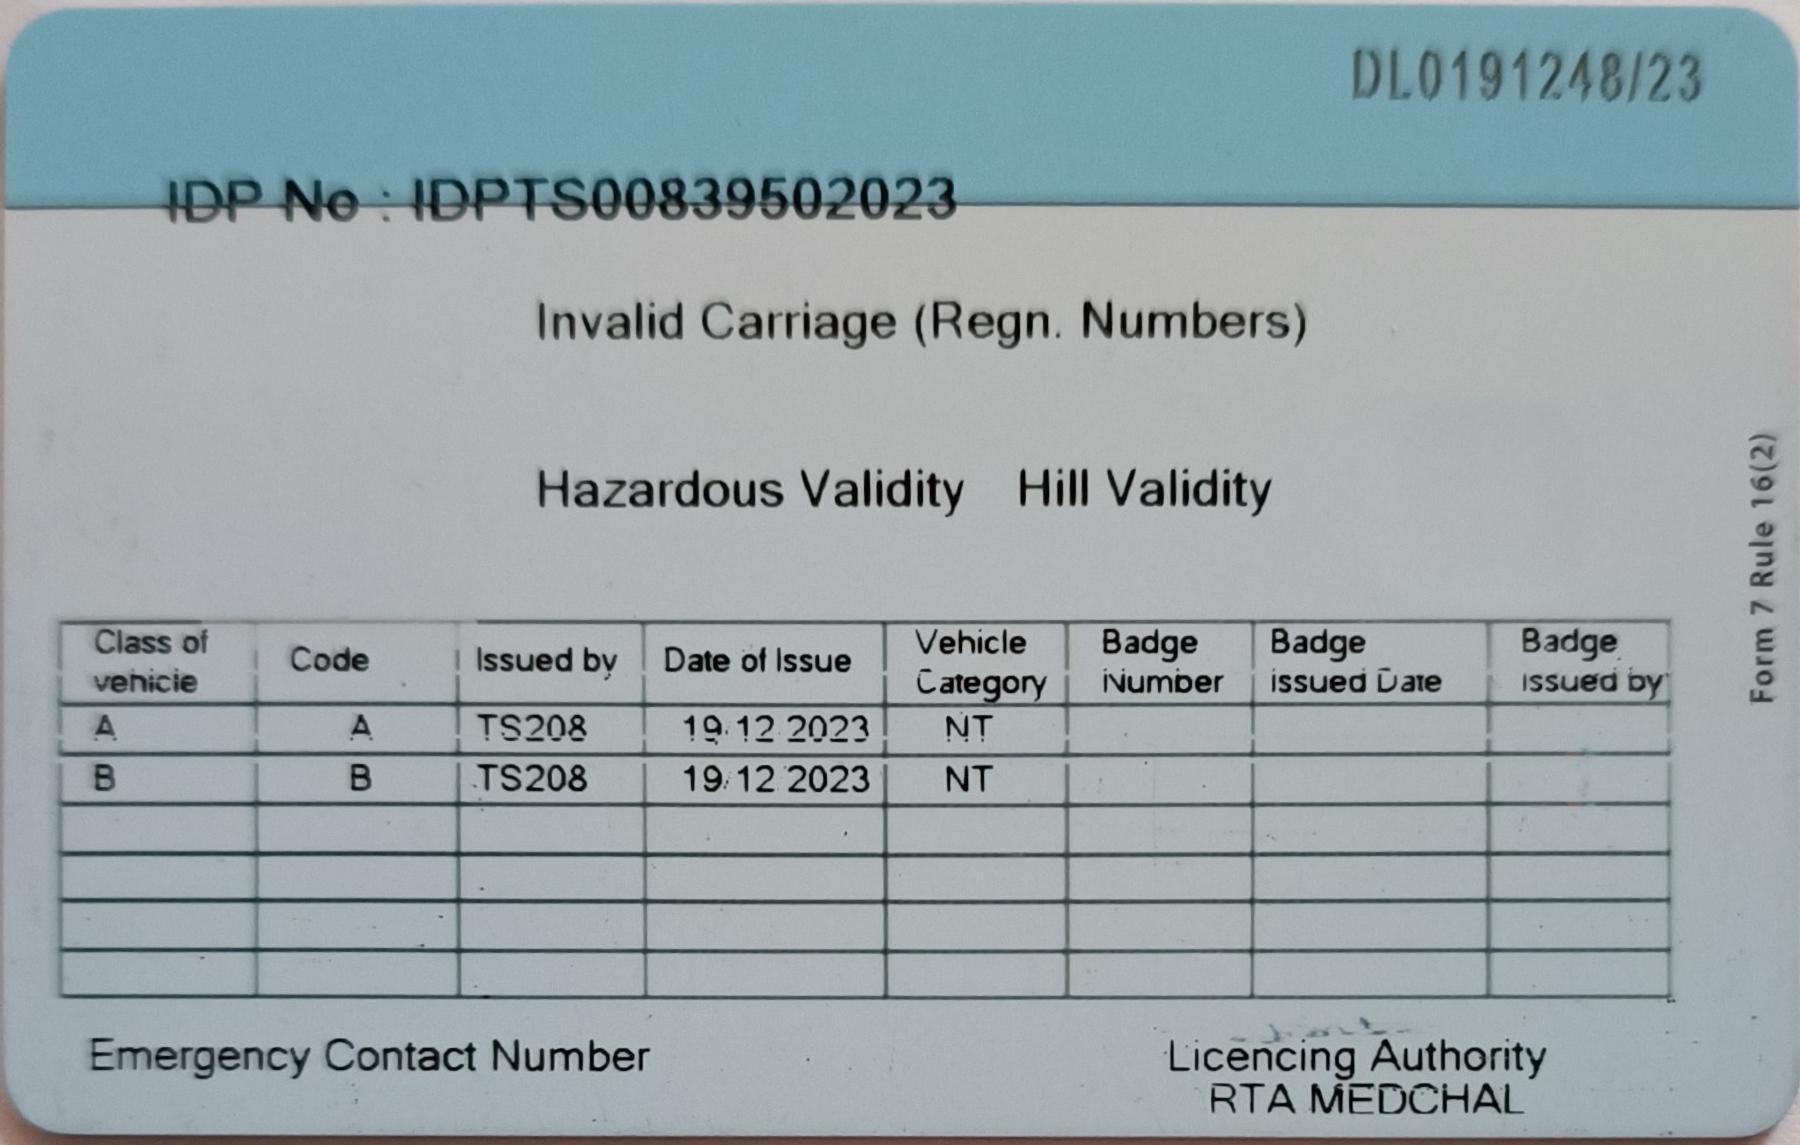 DL0191248/23
IDP No : IDPTS00839502023
Invalid Carriage (Regn. Numbers)
Hazardous Validity Hill Validity
Form 7 Rule 16(2)
Class of vehicle Code Issued by Date of Issue Vehicle Category Badge Number Badge issued Date Badge issued by
A A TS208 19.12.2023 NT
B B TS208 19.12.2023 NT
Emergency Contact Number
Licencing Authority
RTA MEDCHAL